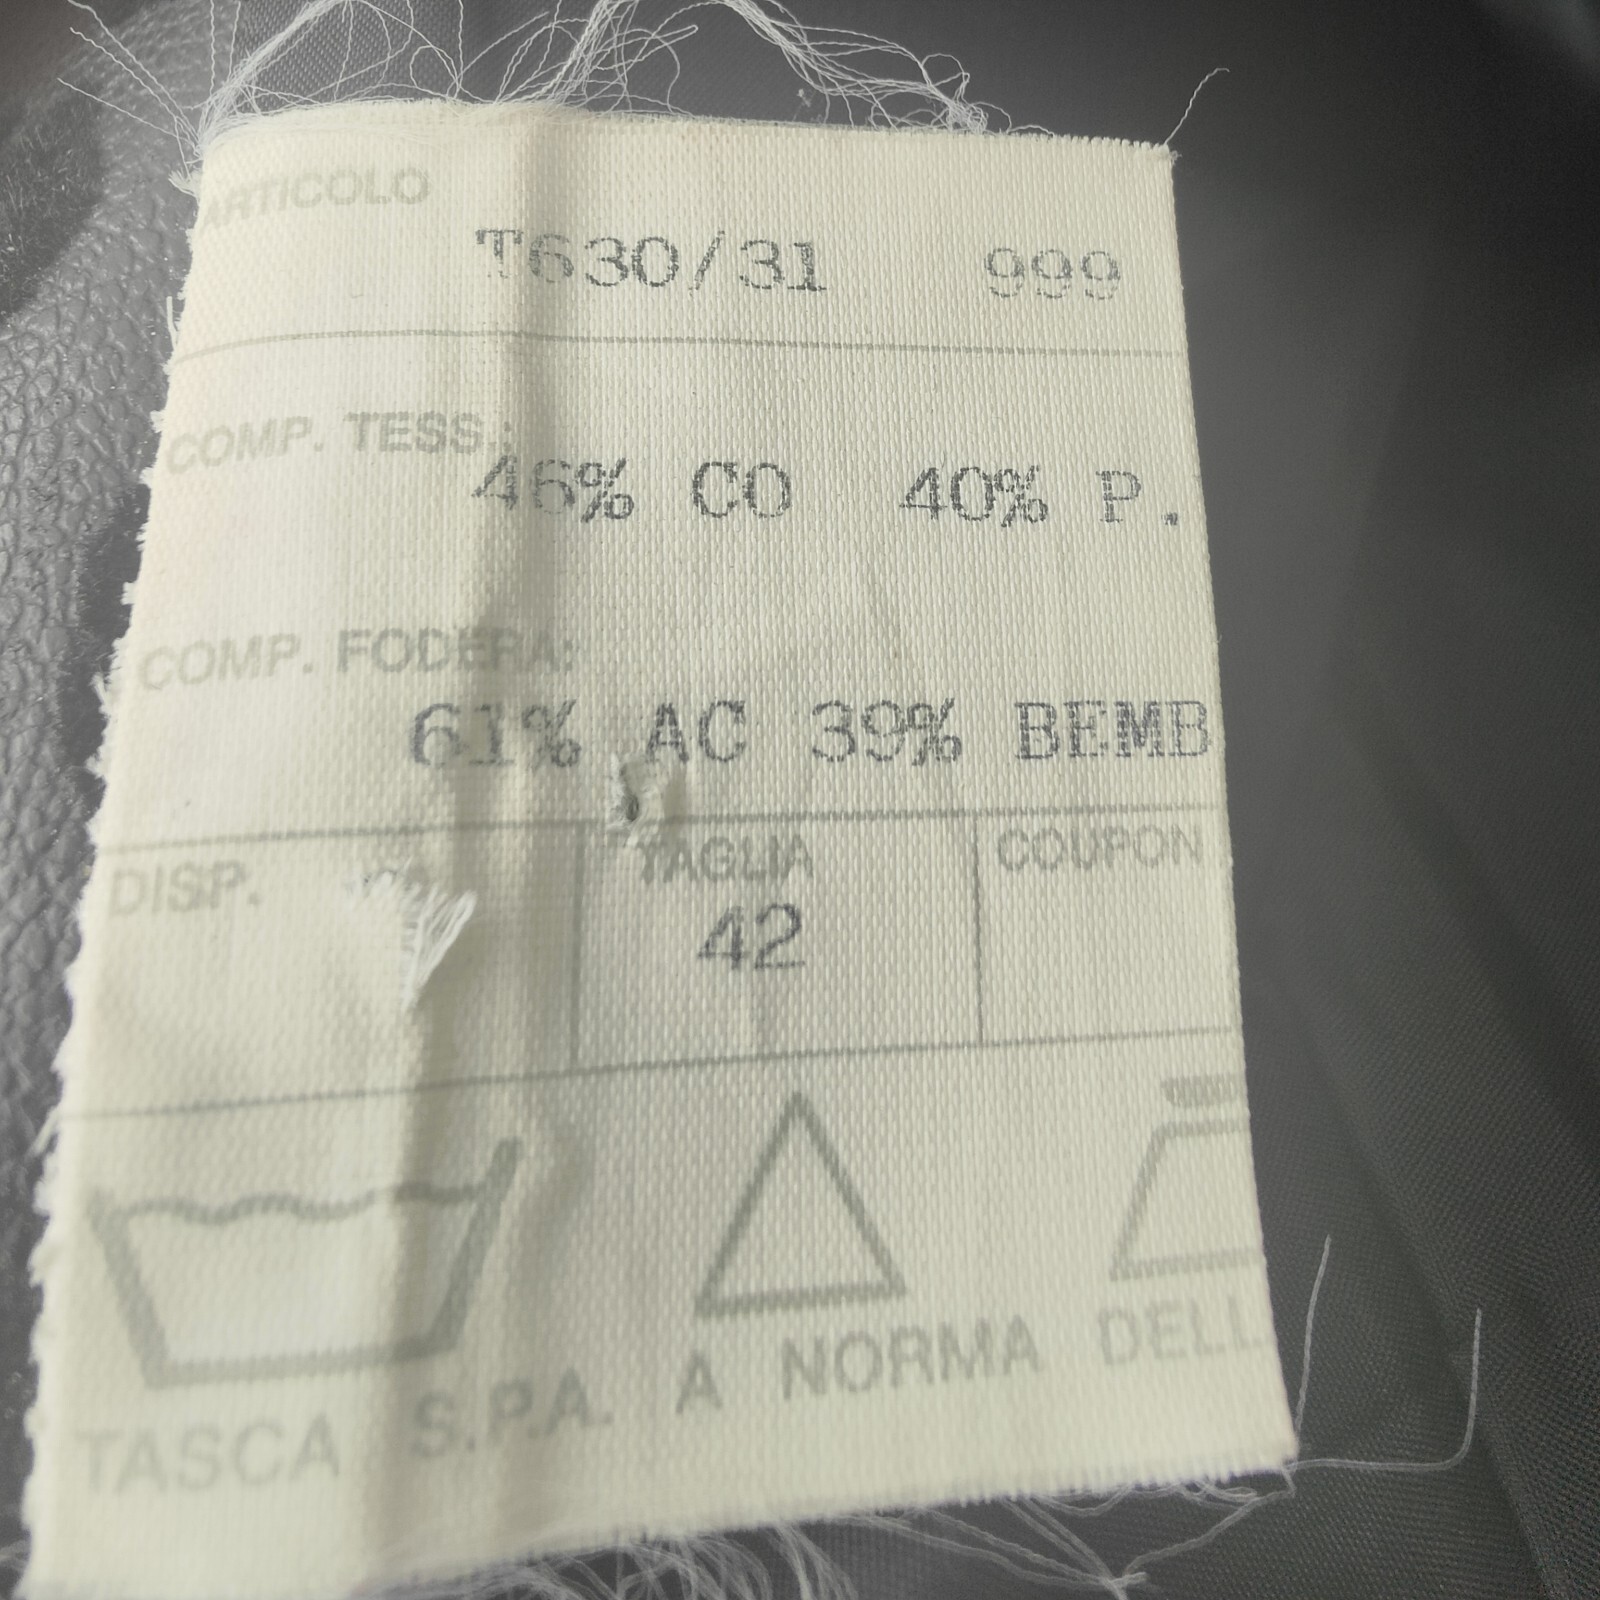 ARTICOLO
T630/31 999
COMP. TESS.:
46% CO 40% P.
COMP. FODERA:
61% AC 39% BEMB
DISP. TAGLIA COUPON
42
TASCA S.P.A. A NORMA DELL